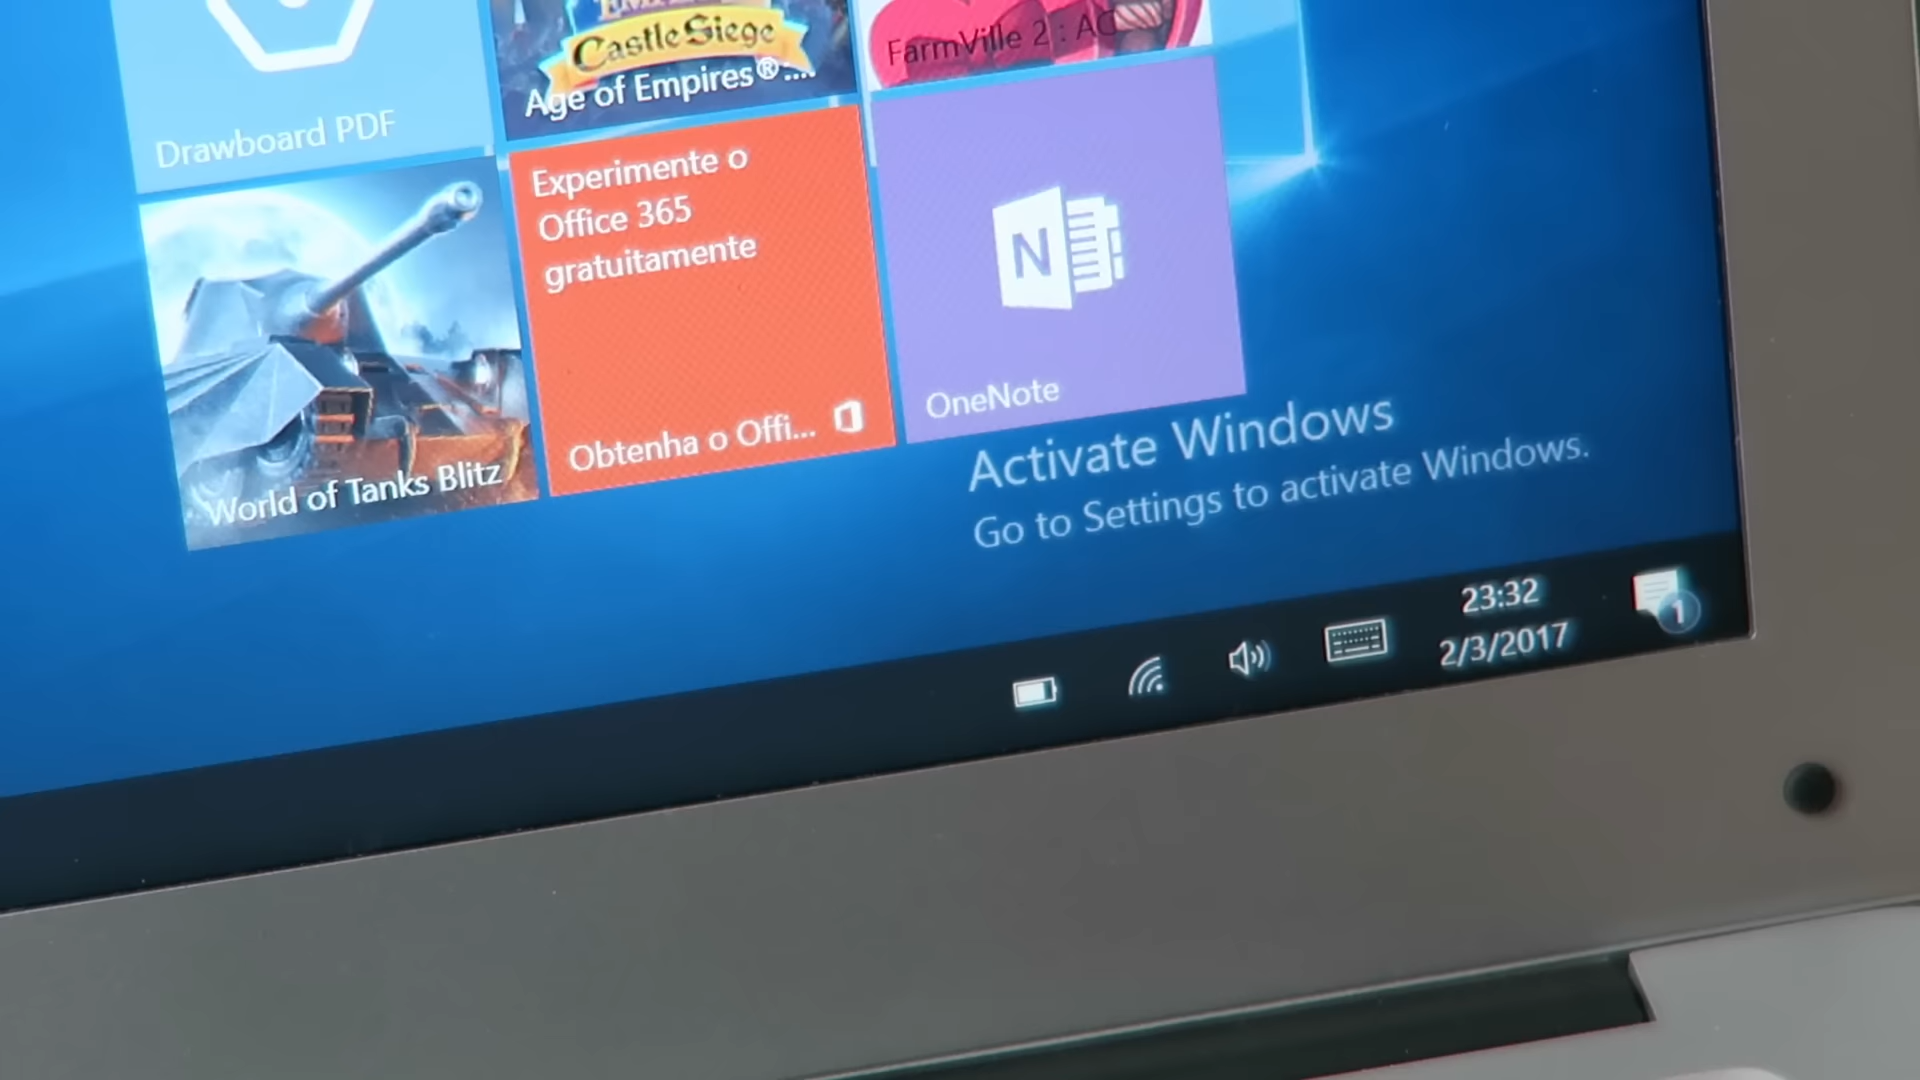 Castle Siege
Age of Empires®:...
FarmVille 2 : AC
Drawboard PDF
Experimente o
Office 365
gratuitamente
N
Obtenha o Offi...
OneNote
World of Tanks Blitz
Activate Windows
Go to Settings to activate Windows.
23:32
2/3/2017
1